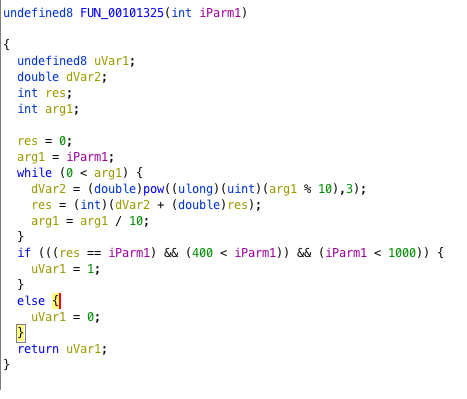 undefined8 FUN_00101325(int iParm1)
{
undefined8 uVar1;
double dVar2;
int res;
int arg1;
res = 0;
arg1 = iParm1;
while (0 < arg1) {
dVar2 = (double)pow((ulong)(uint)(arg1 % 10),3);
res = (int)(dVar2 + (double)res);
arg1 = arg1 / 10;
}
if (((res == iParm1) && (400 < iParm1)) && (iParm1 < 1000)) {
uVar1 = 1;
}
else {
uVar1 = 0;
}
return uVar1;
}